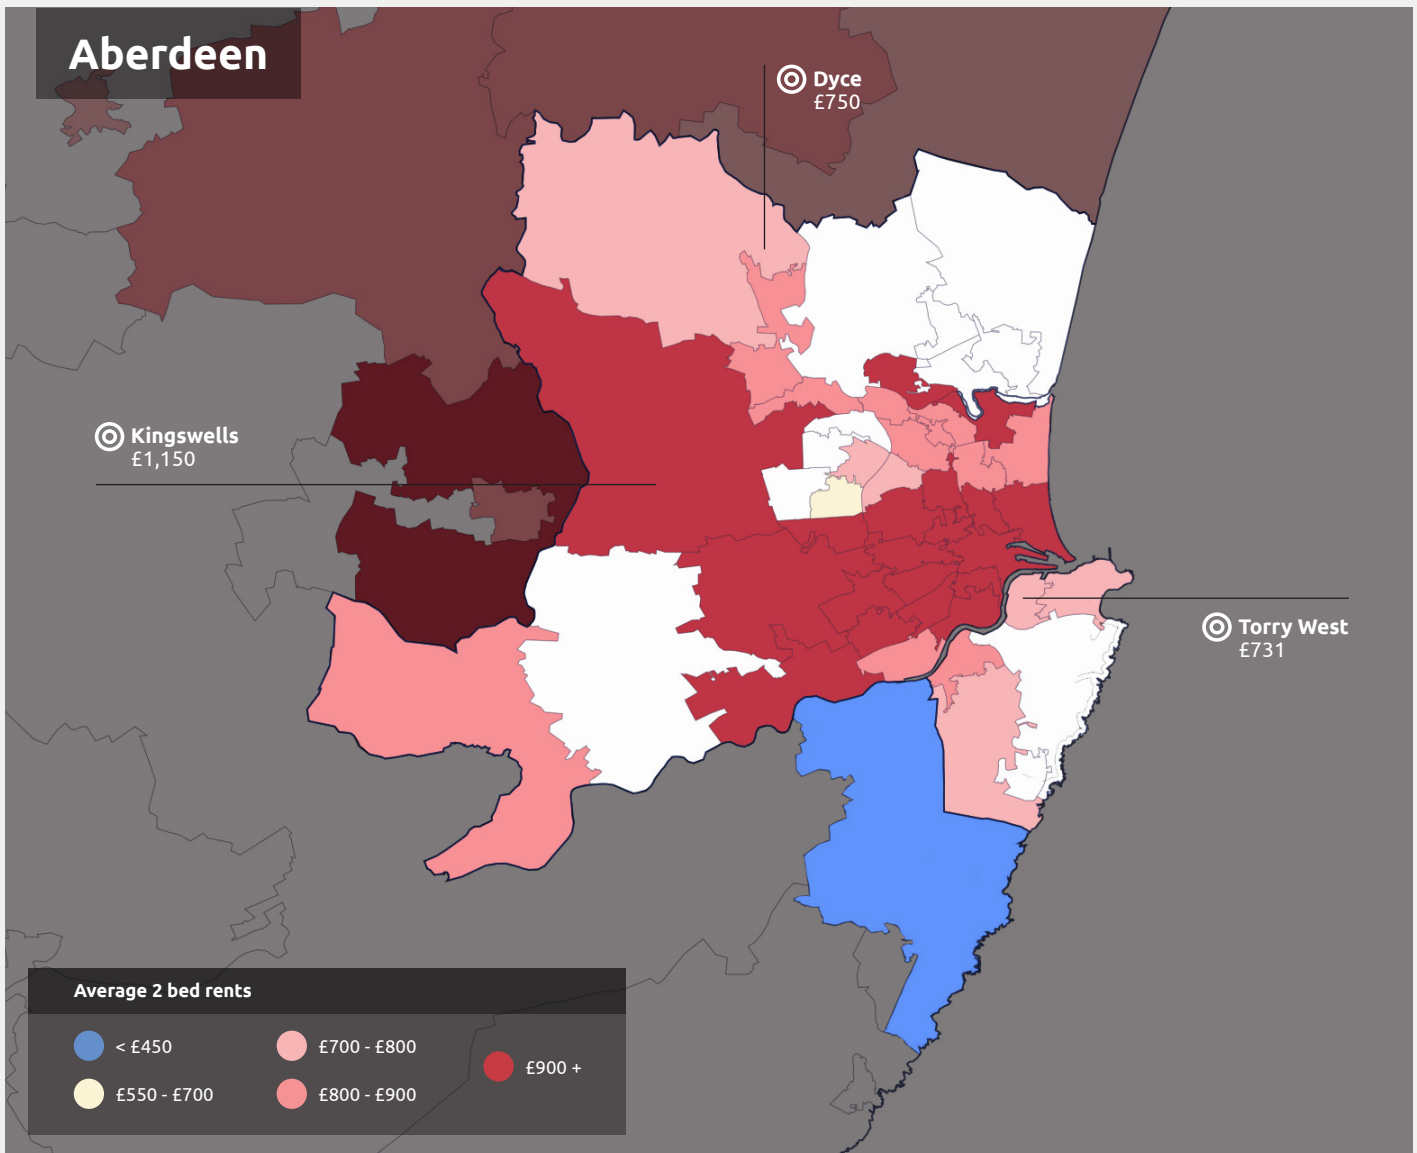 Aberdeen
Dyce
£750
Kingswells
£1,150
Torry West
£731
Average 2 bed rents
< £450
£700 - £800
£900 +
£550 - £700
£800 - £900